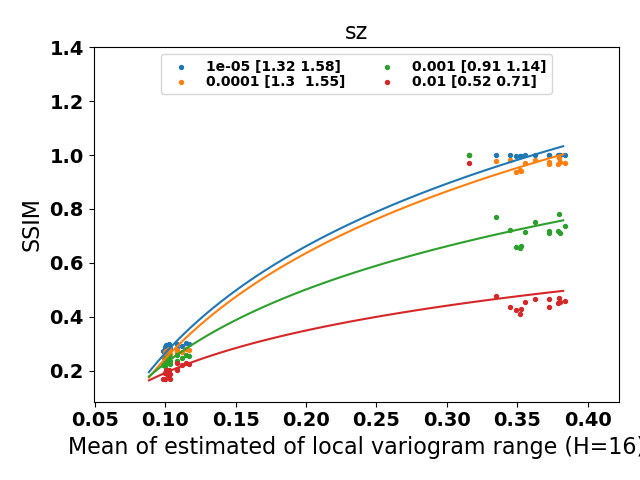 sz
1.4
1.2
1.0
0.8
0.6
0.4
0.2
SSIM
1e-05 [1.32 1.58]
0.0001 [1.3  1.55]
0.001 [0.91 1.14]
0.01 [0.52 0.71]
0.05 0.10 0.15 0.20 0.25 0.30 0.35 0.40
Mean of estimated of local variogram range (H=16)